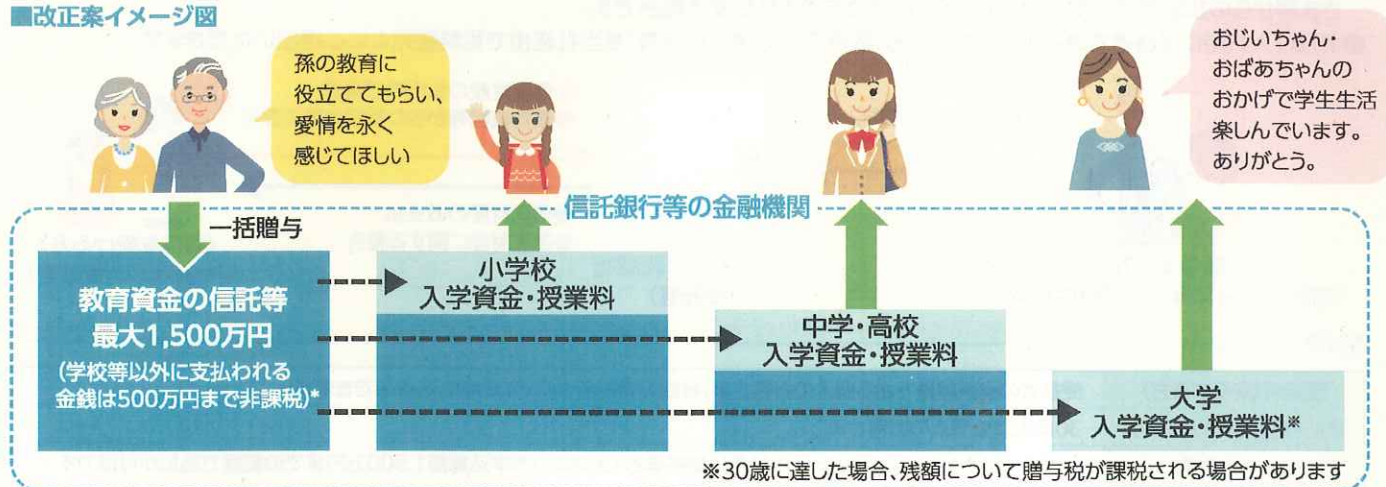 ■改正案イメージ図
孫の教育に
役立ててもらい、
愛情を永く
感じてほしい
おじいちゃん・
おばあちゃんの
おかげで学生生活
楽しんでいます。
ありがとう。
信託銀行等の金融機関
一括贈与
教育資金の信託等
最大1,500万円
(学校等以外に支払われる
金銭は500万円まで非課税)*
小学校
入学資金・授業料
中学・高校
入学資金・授業料
大学
入学資金・授業料※
※30歳に達した場合、残額について贈与税が課税される場合があります